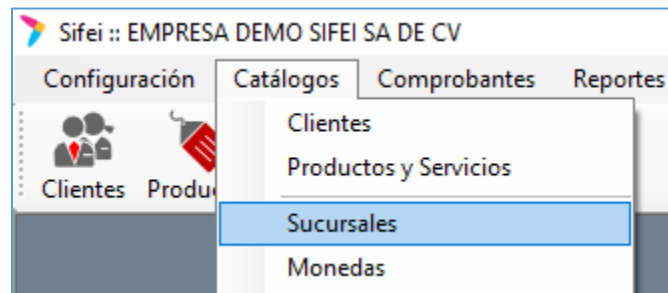 Sifei :: EMPRESA DEMO SIFEI SA DE CV
Configuración Catálogos Comprobantes Reportes
Clientes
Productos y Servicios
Clientes
Sucursales
Monedas